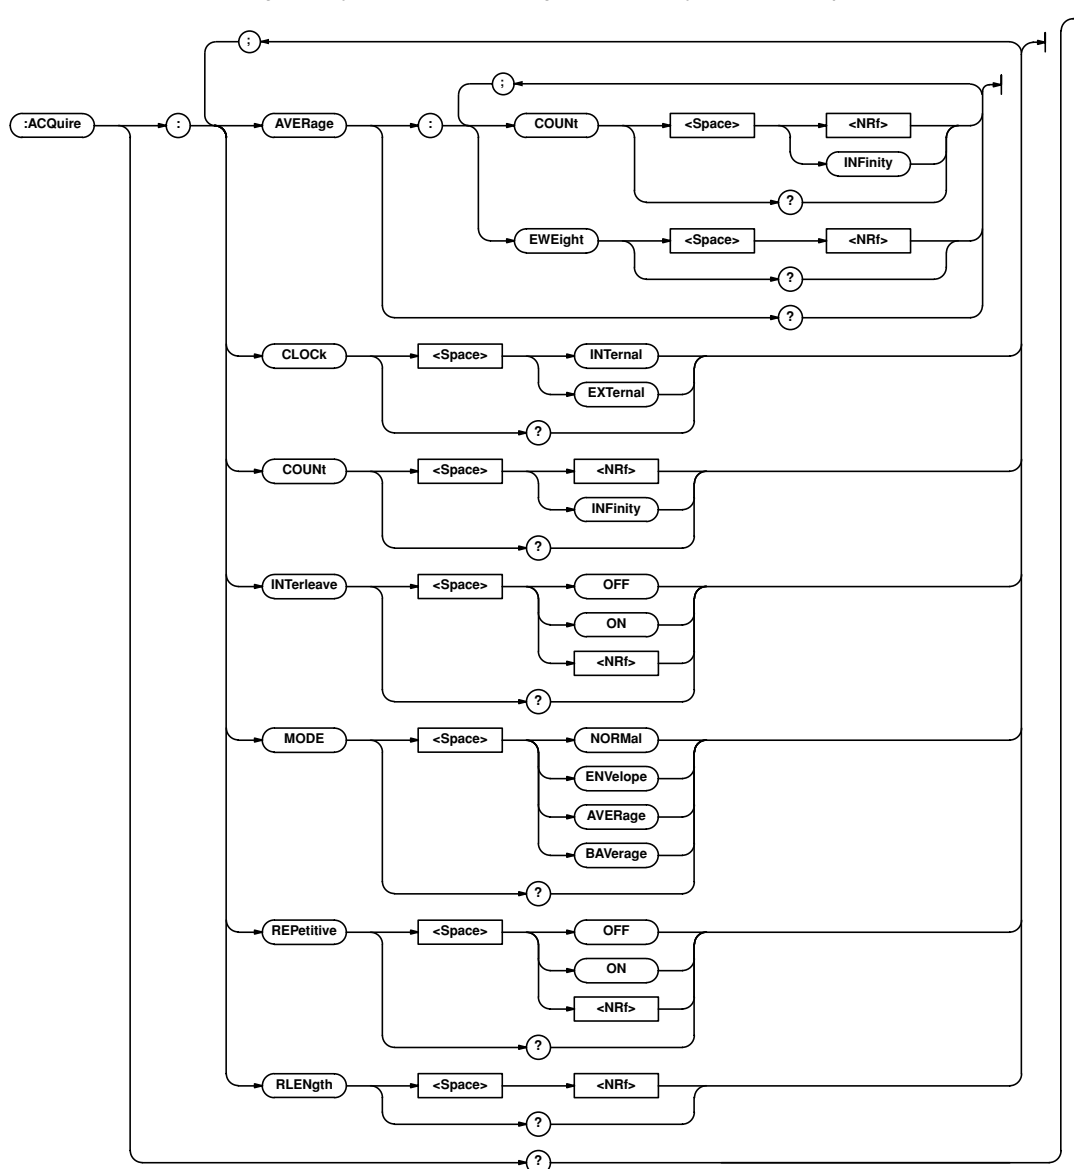 ;
;
:ACQuire : AVERage : COUNt <Space> <NRf>
INFinity
?
EWEight <Space> <NRf>
?
?
CLOCk <Space> INTernal
EXTernal
?
COUNt <Space> <NRf>
INFinity
?
INTerleave <Space> OFF
ON
<NRf>
?
MODE <Space> NORMal
ENVelope
AVERage
BAVerage
?
REPetitive <Space> OFF
ON
<NRf>
?
RLENgth <Space> <NRf>
?
?